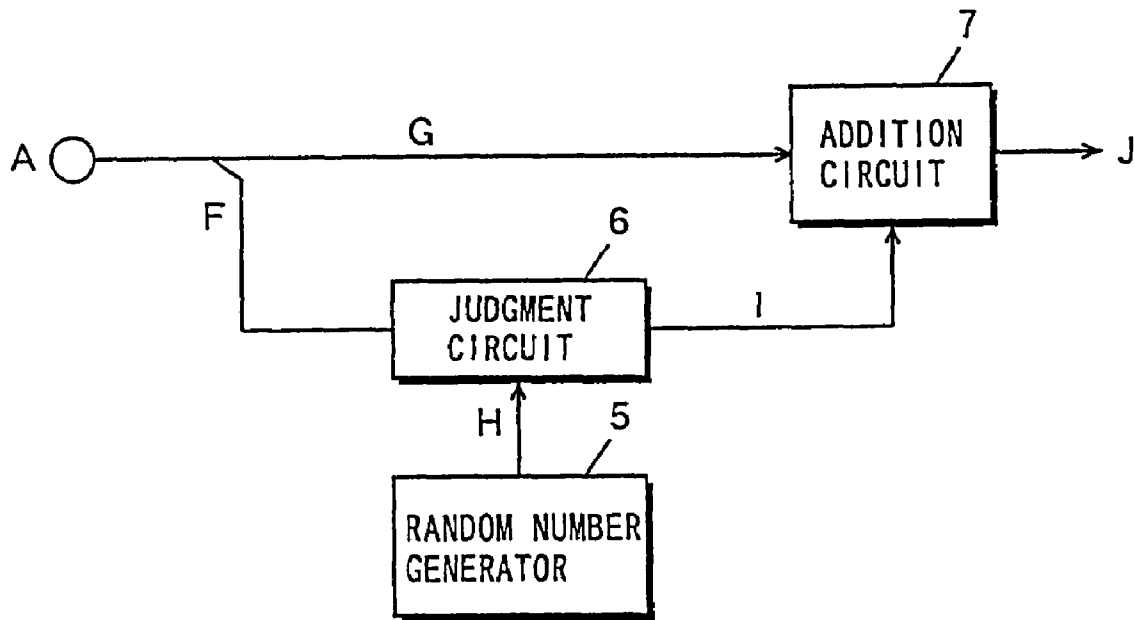 7
ADDITION
CIRCUIT
A
G
J
F
6
JUDGMENT
CIRCUIT
I
H
5
RANDOM NUMBER
GENERATOR